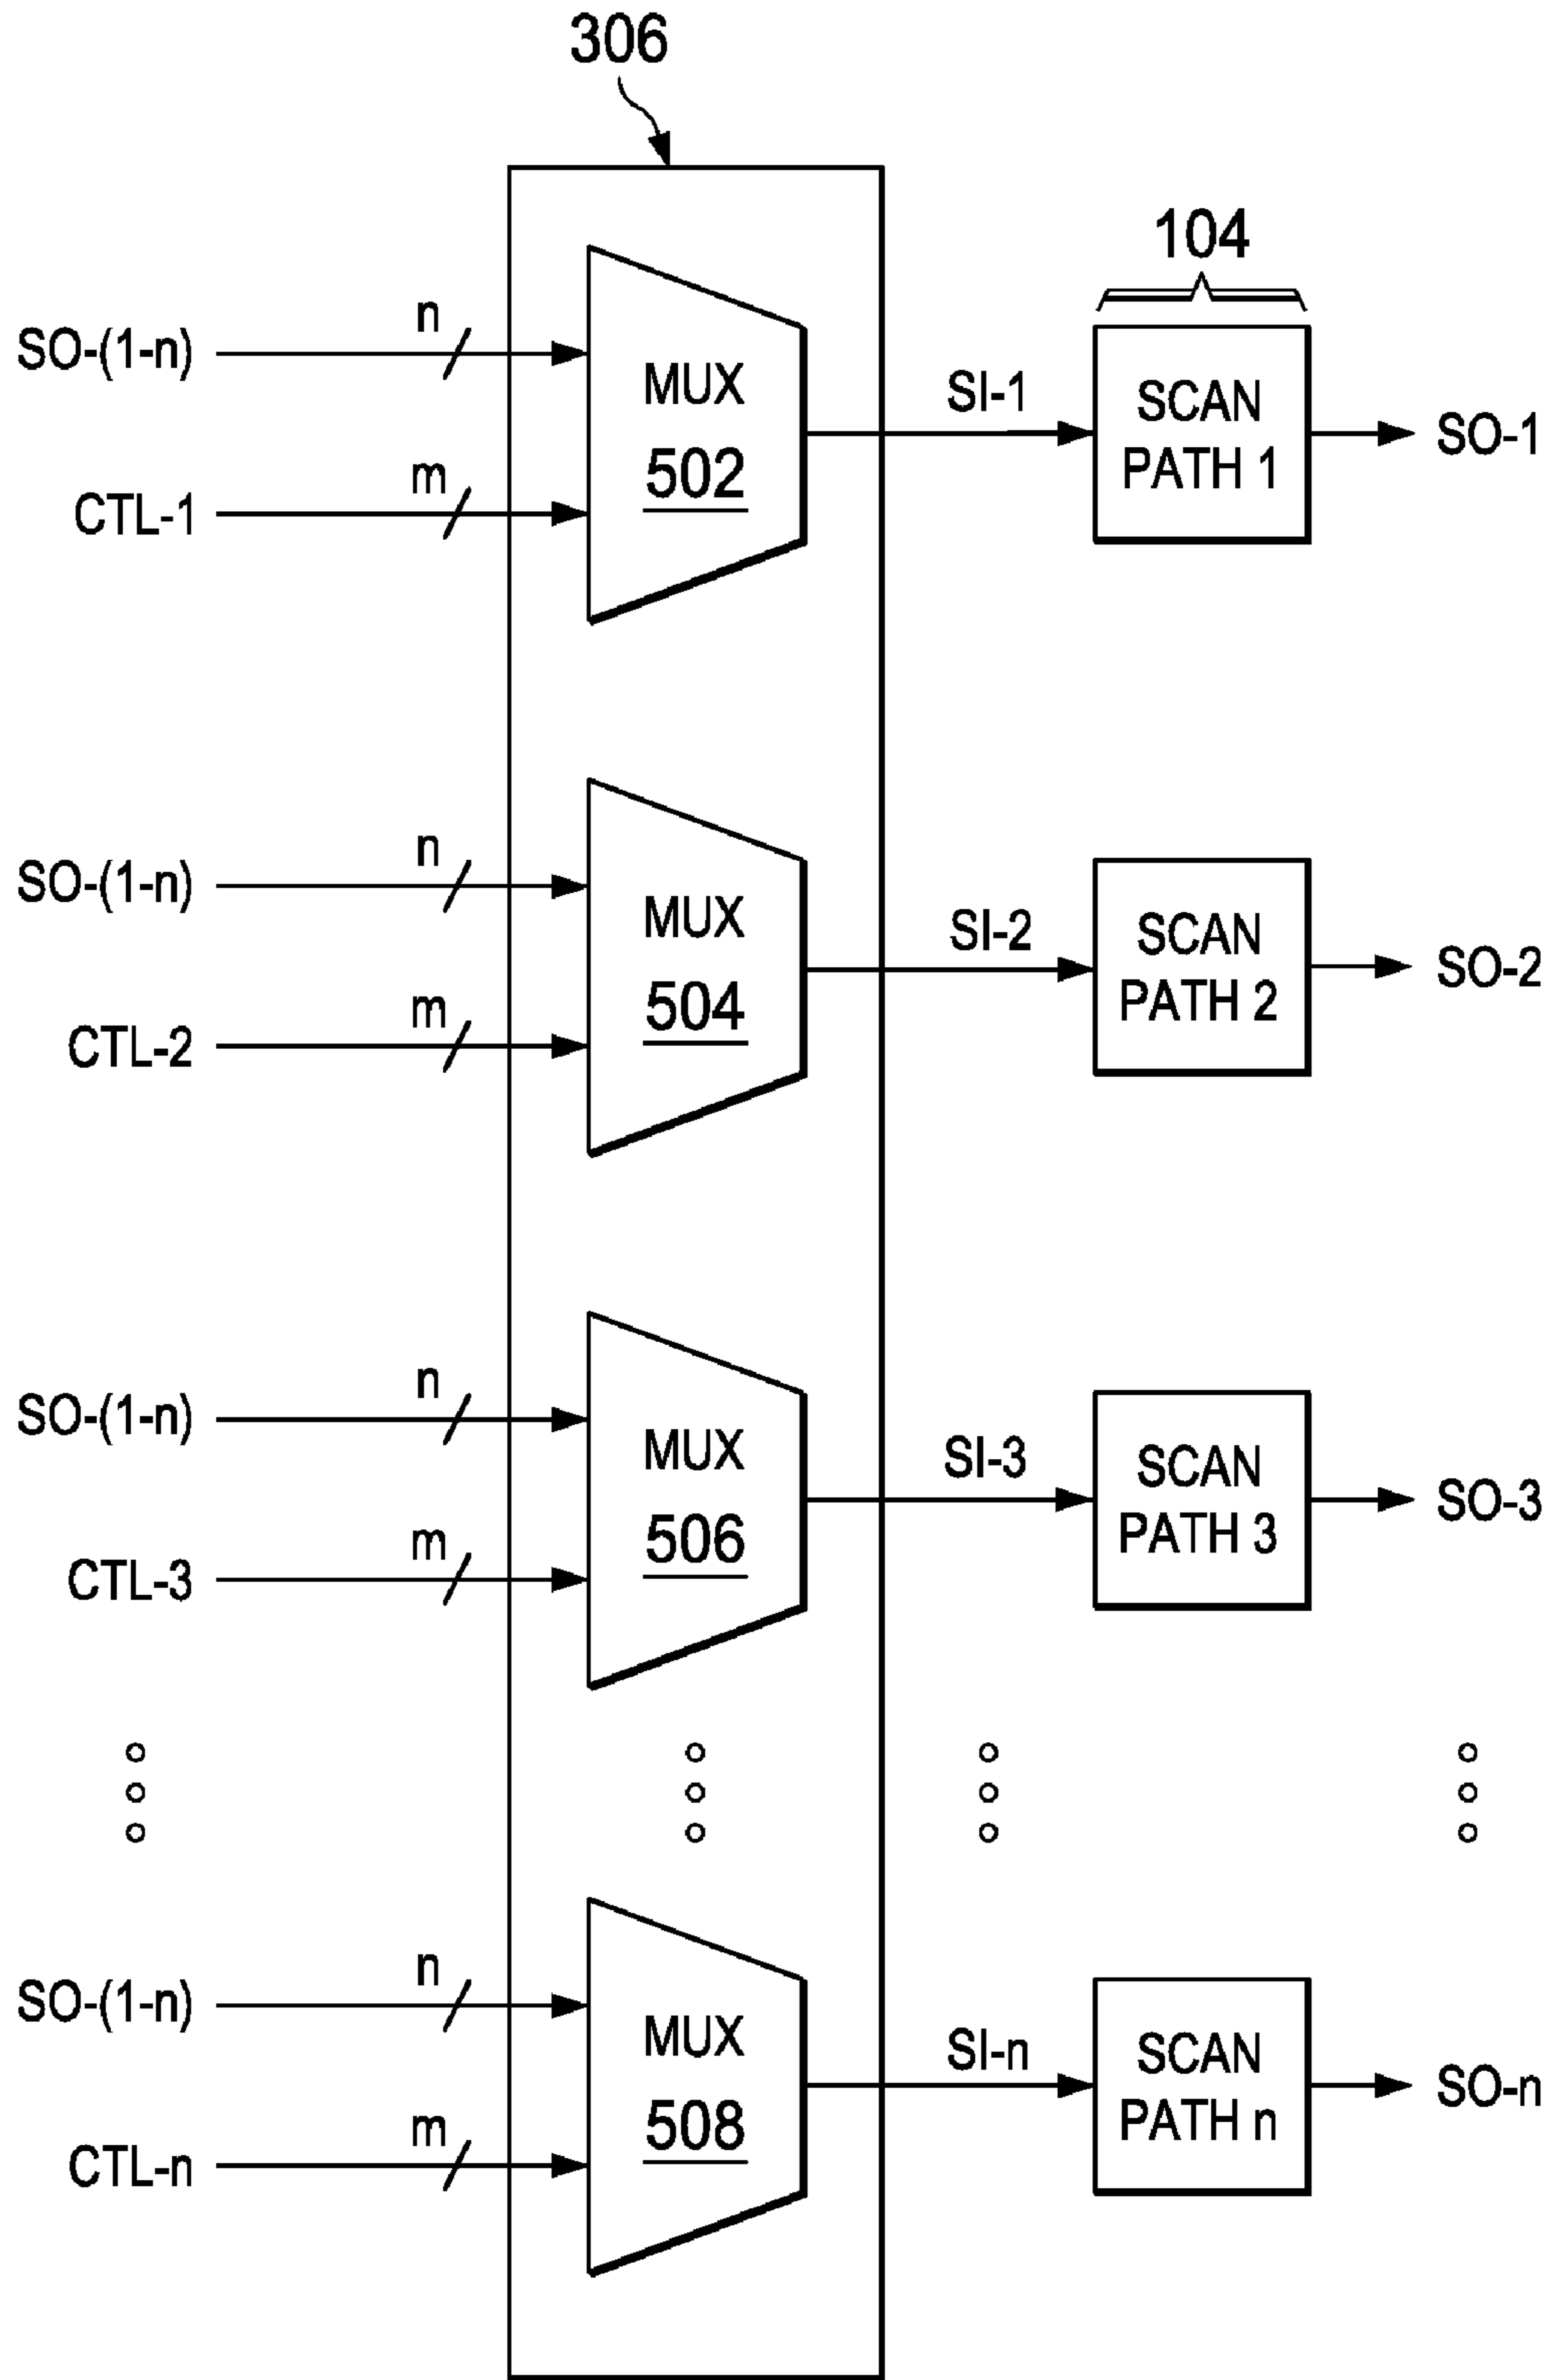 306
104
n
SO-(1-n)
MUX
502
SI-1
SCAN
PATH 1
SO-1
m
CTL-1
n
SO-(1-n)
MUX
504
SI-2
SCAN
PATH 2
SO-2
m
CTL-2
n
SO-(1-n)
MUX
506
SI-3
SCAN
PATH 3
SO-3
m
CTL-3
n
SO-(1-n)
MUX
508
SI-n
SCAN
PATH n
SO-n
m
CTL-n